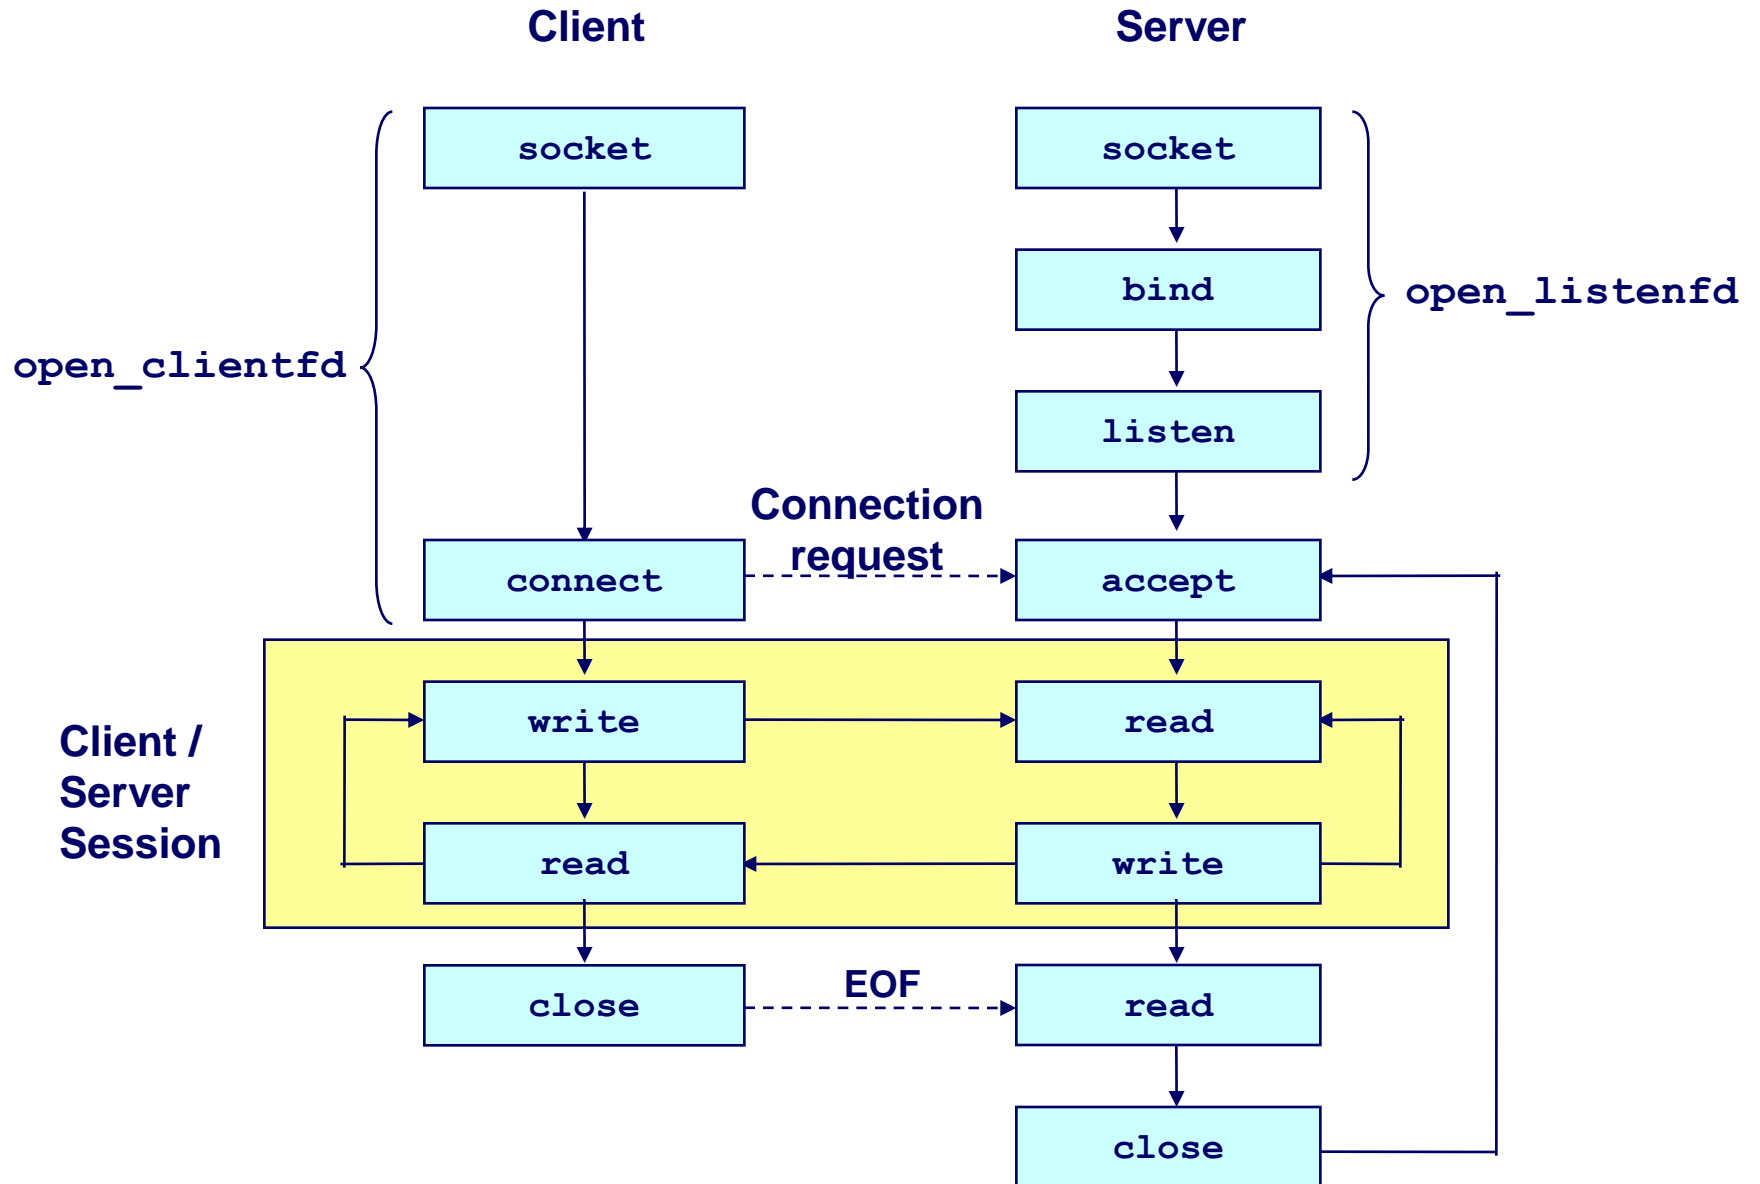 Client
Server
socket
socket
bind
open_listenfd
open_clientfd
listen
Connection
request
connect
accept
Client /
Server
Session
write
read
read
write
close
EOF
read
close